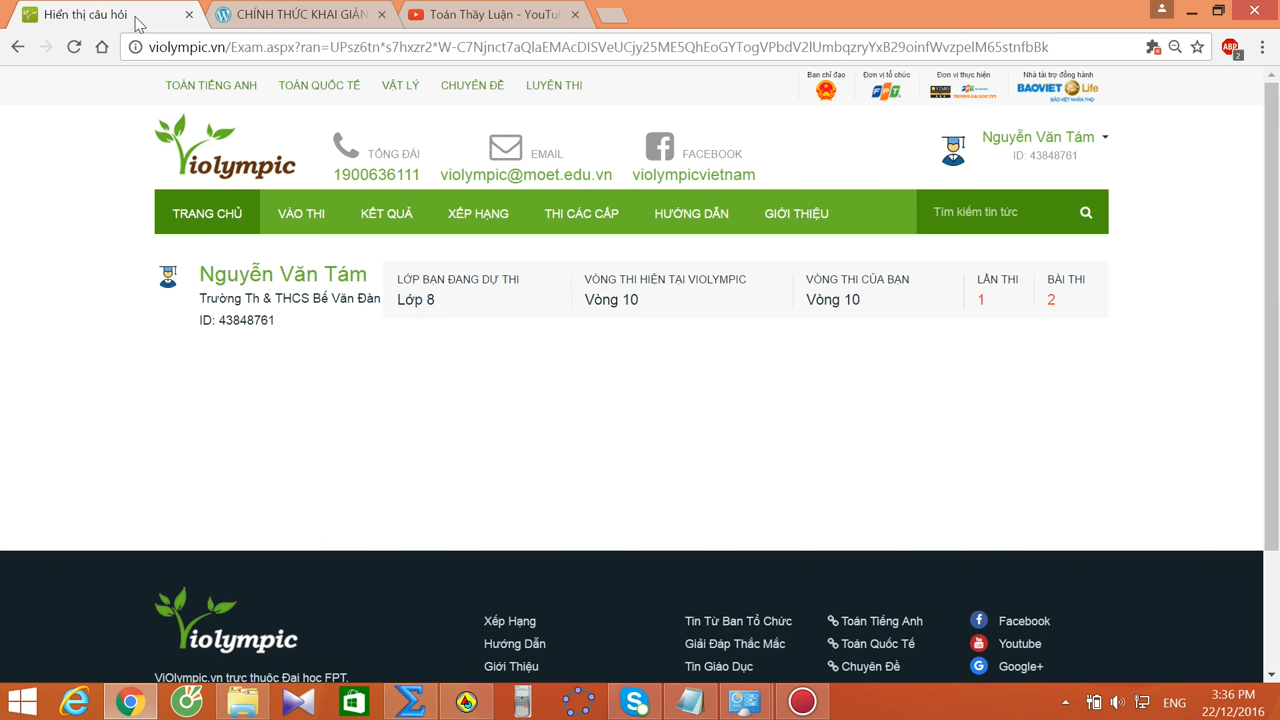 Hiển thị câu hỏi
CHÍNH THỨC KHAI GIẢN
Toán Thầy Luận - YouTu
violympic.vn/Exam.aspx?ran=UPsz6tn*s7hxzr2*W-C7Njnct7aQlaEMAcDISVeUCjy25ME5QhEoGYTogVPbdV2lUmbqzryYxB29oinfWvzpelM65stnfbBk
ABP
2
TOÁN TIẾNG ANH
TOÁN QUỐC TẾ
VẬT LÝ
CHUYÊN ĐỀ
LUYỆN THI
Ban chỉ đạo
Đơn vị tổ chức
Đơn vị thực hiện
Nhà tài trợ đồng hành
FPT
BAOVIET Life
BẢO VIỆT NHÂN THỌ
Violympic
TỔNG ĐÀI
1900636111
EMAIL
violympic@moet.edu.vn
FACEBOOK
violympicvietnam
Nguyễn Văn Tám
ID: 43848761
TRANG CHỦ
VÀO THI
KẾT QUẢ
XẾP HẠNG
THI CÁC CẤP
HƯỚNG DẪN
GIỚI THIỆU
Tìm kiếm tin tức
Nguyễn Văn Tám
Trường Th & THCS Bế Văn Đàn
ID: 43848761
LỚP BẠN ĐANG DỰ THI
Lớp 8
VÒNG THI HIỆN TẠI VIOLYMPIC
Vòng 10
VÒNG THI CỦA BẠN
Vòng 10
LẦN THI
1
BÀI THI
2
Violympic
ViOlympic.vn trực thuộc Đại học FPT.
Xếp Hạng
Hướng Dẫn
Giới Thiệu
Tin Từ Ban Tổ Chức
Giải Đáp Thắc Mắc
Tin Giáo Dục
Toán Tiếng Anh
Toán Quốc Tế
Chuyên Đề
Facebook
Youtube
Google+
ENG
3:36 PM
22/12/2016